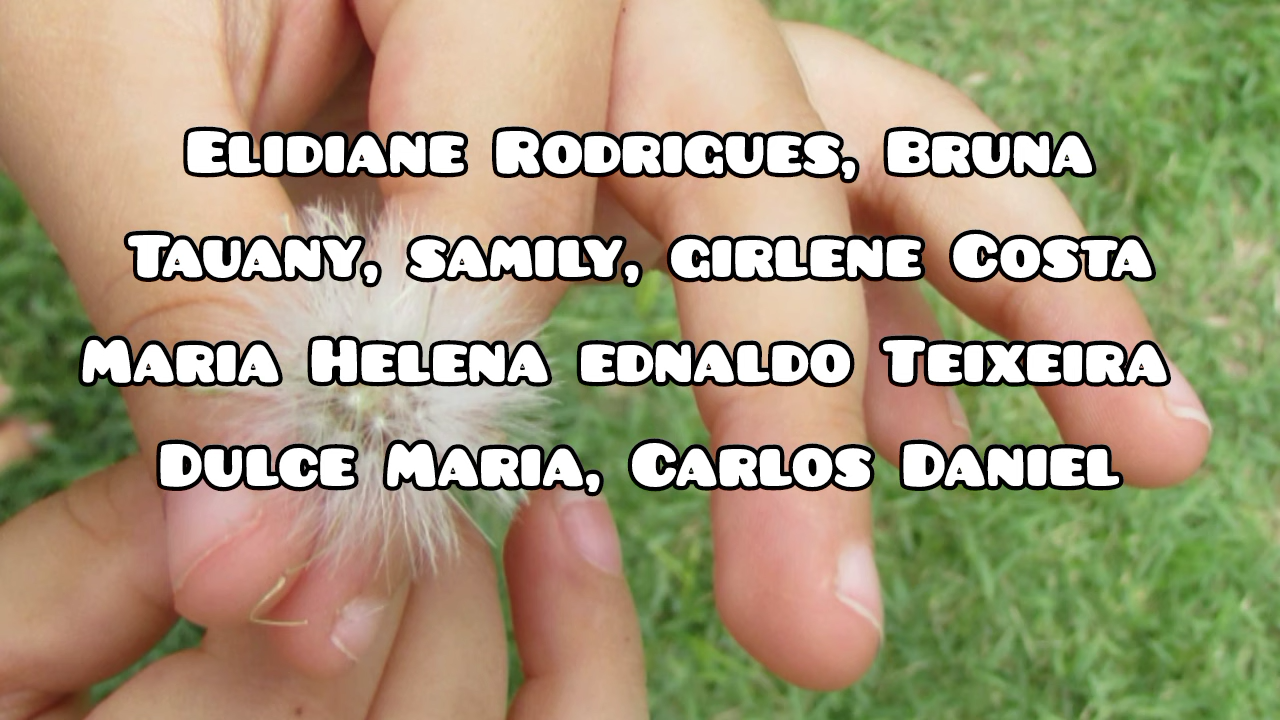 Elidiane Rodrigues, Bruna
Tauany, samily, girlene Costa
Maria Helena ednaldo Teixeira
Dulce Maria, Carlos Daniel